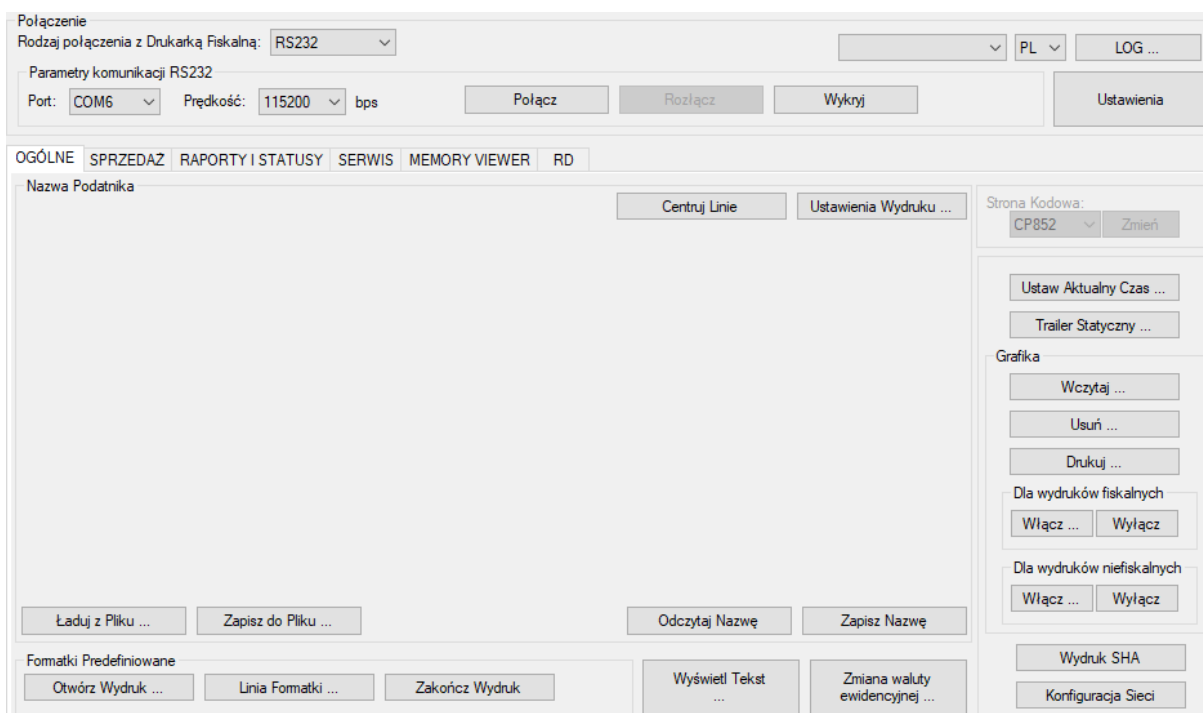 Połączenie
Rodzaj połączenia z Drukarką Fiskalną: RS232
PL LOG ...
Parametry komunikacji RS232
Port: COM6 Prędkość: 115200 bps Połącz Rozłącz Wykryj
Ustawienia
OGÓLNE SPRZEDAŻ RAPORTY I STATUSY SERWIS MEMORY VIEWER RD
Nazwa Podatnika
Centruj Linie Ustawienia Wydruku ...
Strona Kodowa:
CP852 Zmień
Ustaw Aktualny Czas ...
Trailer Statyczny ...
Grafika
Wczytaj ...
Usuń ...
Drukuj ...
Dla wydruków fiskalnych
Włącz ... Wyłącz
Dla wydruków niefiskalnych
Włącz ... Wyłącz
Ładuj z Pliku ... Zapisz do Pliku ... Odczytaj Nazwę Zapisz Nazwę
Formatki Predefiniowane
Otwórz Wydruk ... Linia Formatki ... Zakończ Wydruk
Wyświetl Tekst
...
Zmiana waluty
ewidencyjnej ...
Wydruk SHA
Konfiguracja Sieci